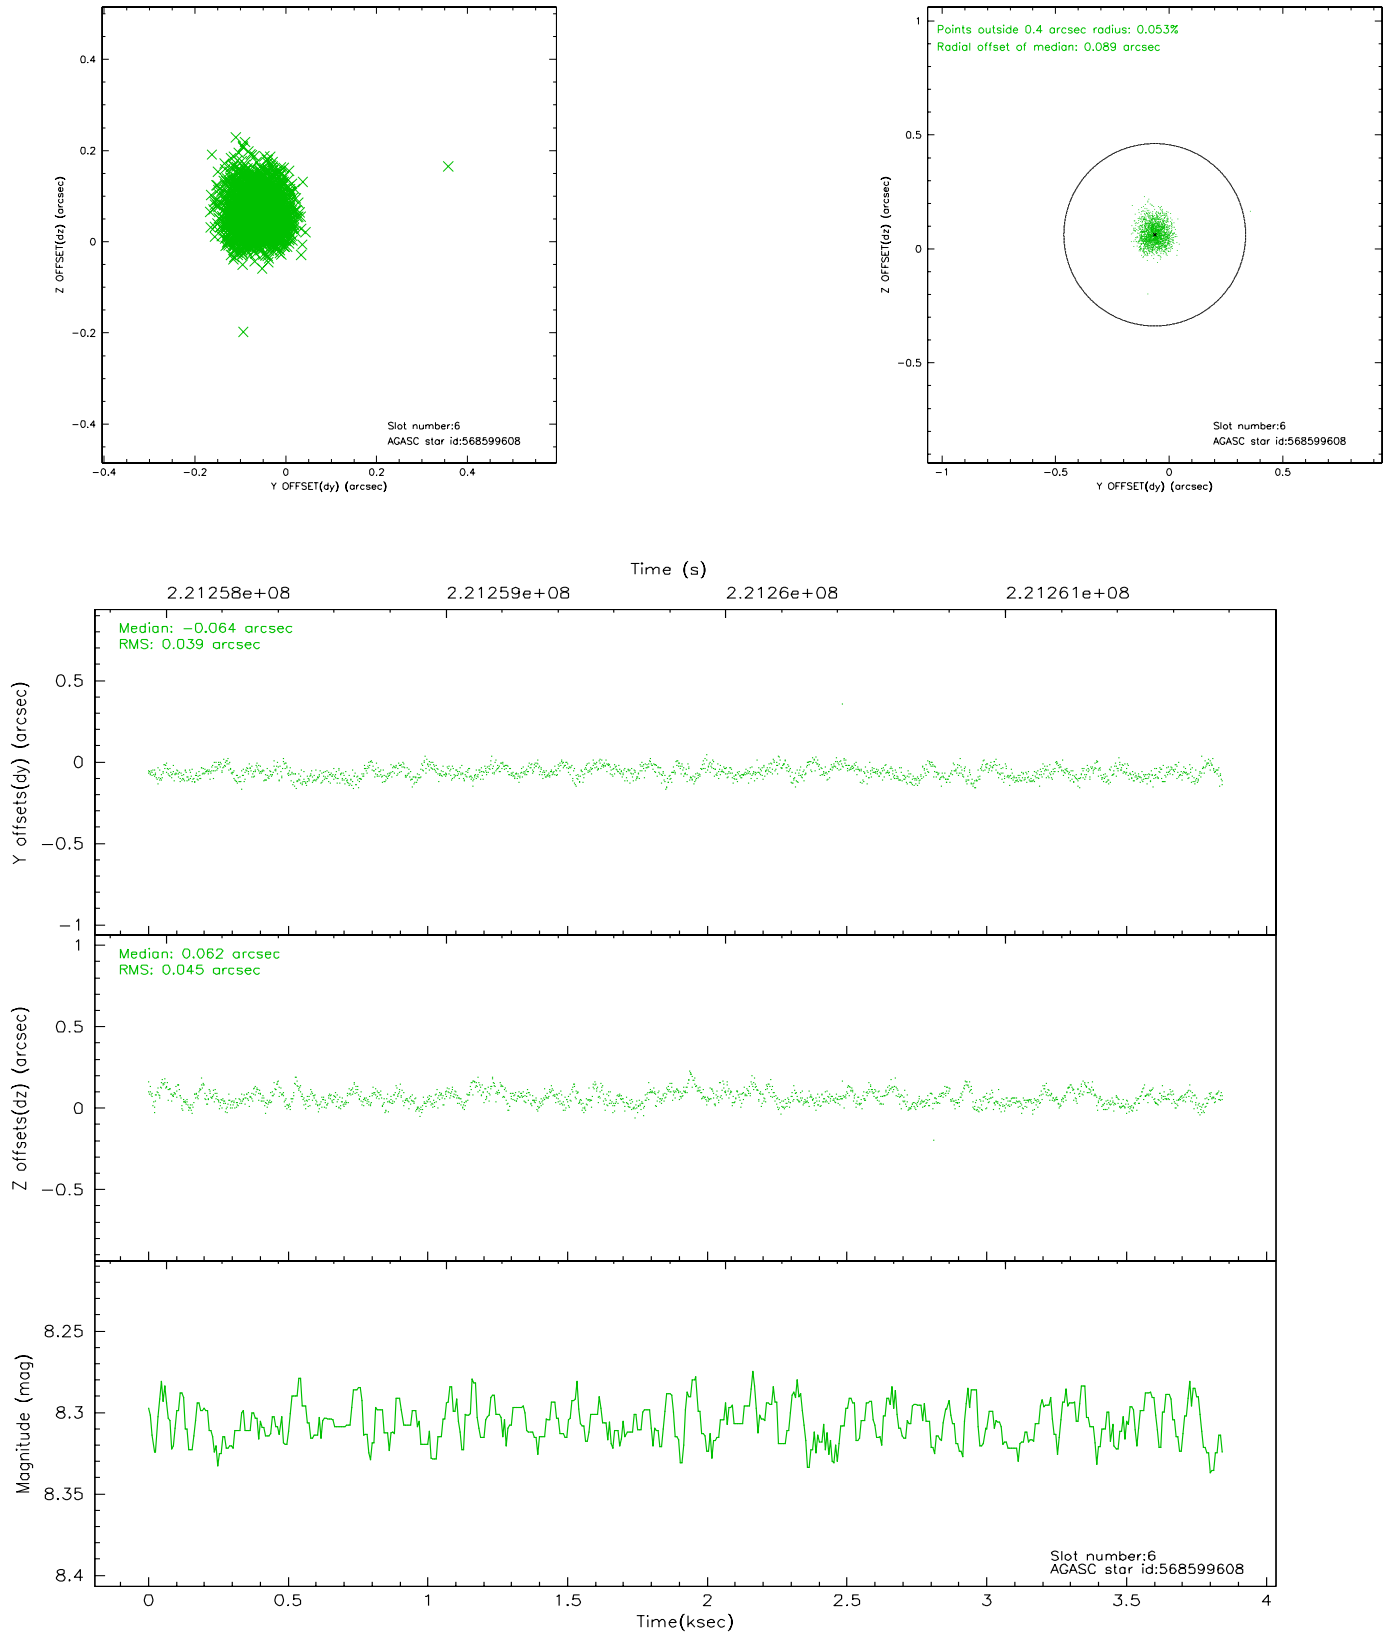 0.4
0.2
0
−0.2
−0.4
Z OFFSET(dz) (arcsec)
Slot number:6
AGASC star id:568599608
−0.4 −0.2 0 0.2 0.4
Y OFFSET(dy) (arcsec)
Points outside 0.4 arcsec radius: 0.053%
Radial offset of median: 0.089 arcsec
1
0.5
0
−0.5
Z OFFSET(dz) (arcsec)
Slot number:6
AGASC star id:568599608
−1 −0.5 0 0.5
Y OFFSET(dy) (arcsec)
Time (s)
2.21258e+08 2.21259e+08 2.2126e+08 2.21261e+08
Median: −0.064 arcsec
RMS: 0.039 arcsec
0.5
0
−0.5
−1
Y offsets(dy) (arcsec)
Median: 0.062 arcsec
RMS: 0.045 arcsec
1
0.5
0
−0.5
Z offsets(dz) (arcsec)
8.25
8.3
8.35
8.4
Magnitude (mag)
Slot number:6
AGASC star id:568599608
0 0.5 1 1.5 2 2.5 3 3.5 4
Time(ksec)